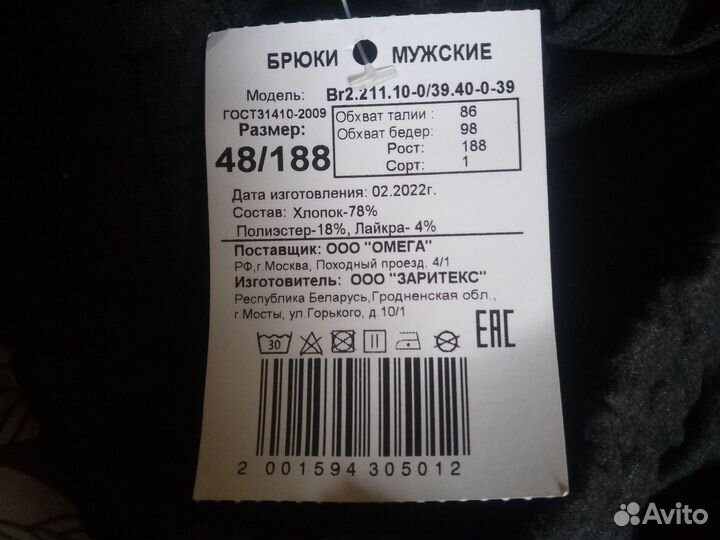 БРЮКИ МУЖСКИЕ
Модель: Br2.211.10-0/39.40-0-39
ГОСТ31410-2009
Размер:
48/188
Обхват талии : 86
Обхват бедер: 98
Рост: 188
Сорт: 1
Дата изготовления: 02.2022г.
Состав: Хлопок-78%
Полиэстер-18%, Лайкра- 4%
Поставщик: ООО "ОМЕГА"
РФ,г.Москва, Походный проезд, 4/1
Изготовитель: ООО "ЗАРИТЕКС"
Республика Беларусь,Гродненская обл.,
г.Мосты, ул.Горького, д.10/1
30
EAC
2 001594 305012
Avito